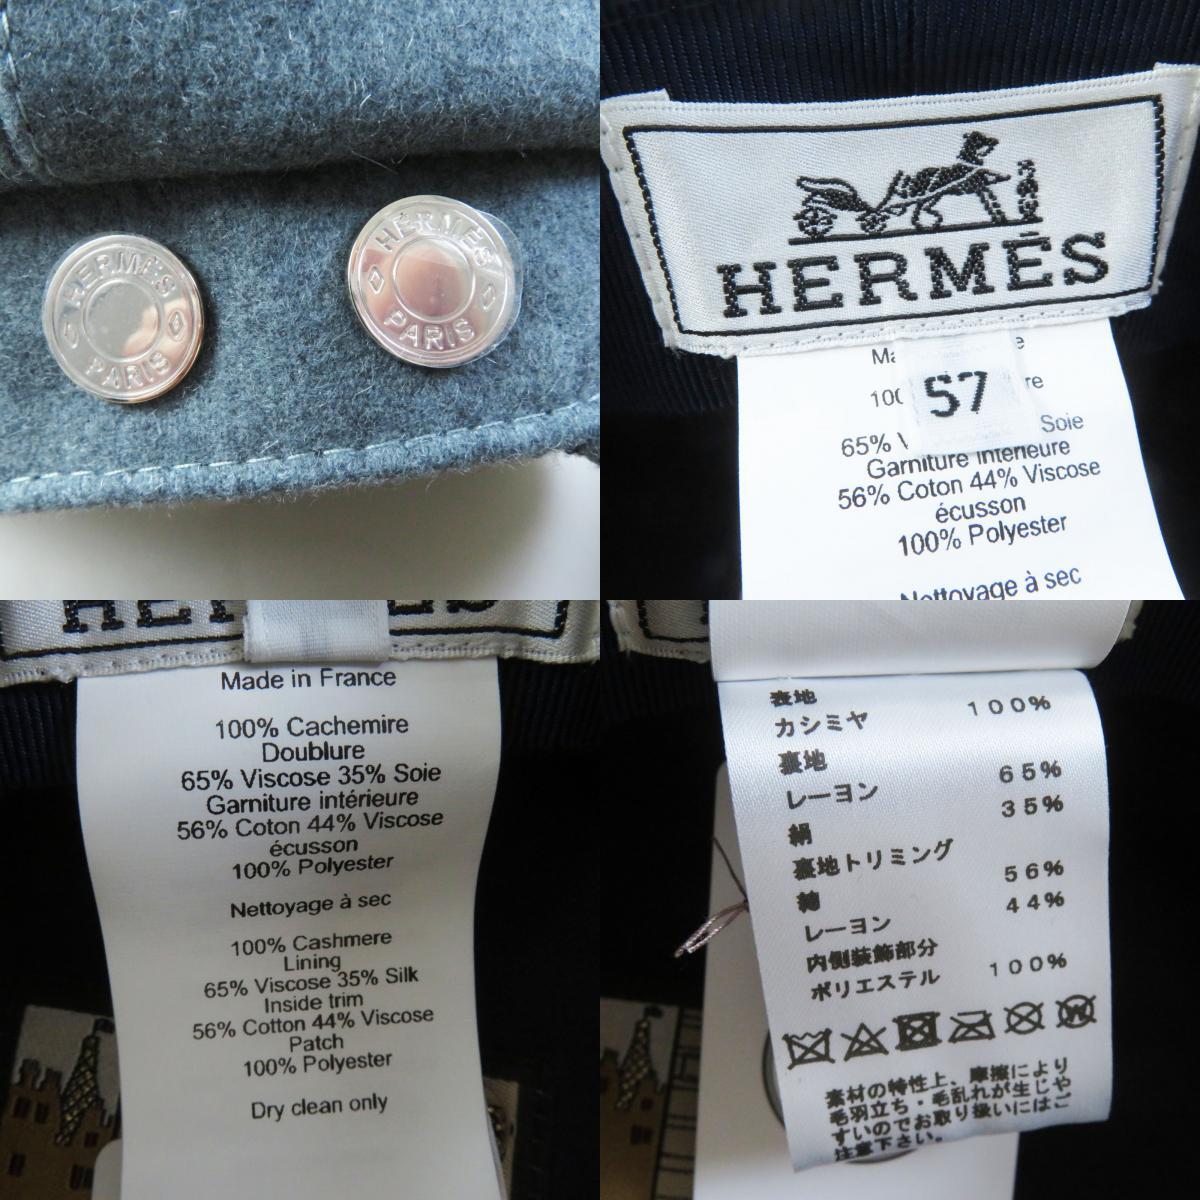 HERMÈS
PARIS
HERMÈS
PARIS
HERMÈS
57
65%
Soie
Garniture intérieure
56% Coton 44% Viscose
écusson
100% Polyester
Nettoyage à sec
Made in France
100% Cachemire
Doublure
65% Viscose 35% Soie
Garniture intérieure
56% Coton 44% Viscose
écusson
100% Polyester
Nettoyage à sec
100% Cashmere
Lining
65% Viscose 35% Silk
Inside trim
56% Cotton 44% Viscose
Patch
100% Polyester
Dry clean only
表地
カシミヤ 100%
裏地
レーヨン 65%
絹 35%
裏地トリミング
綿 56%
レーヨン 44%
内側装飾部分
ポリエステル 100%
素材の特性上、摩擦により
毛羽立ち・毛乱れが生じや
すいのでお取り扱いにはご
注意下さい。